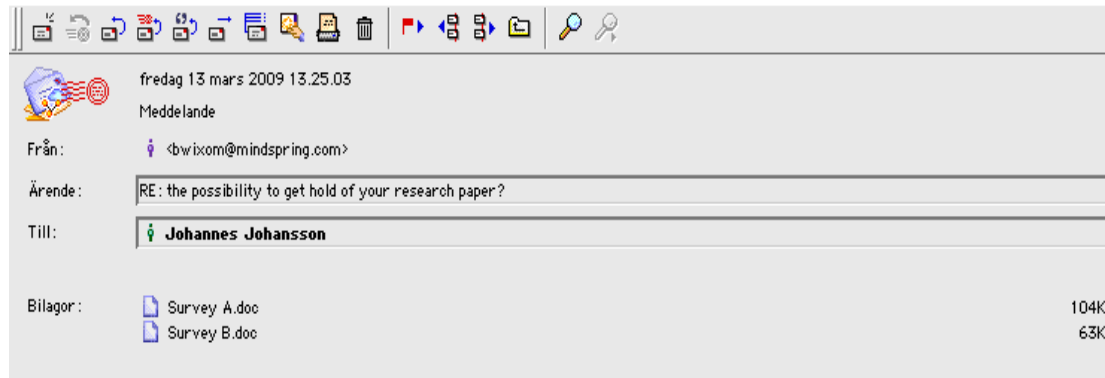 fredag 13 mars 2009 13.25.03
Meddelande
Från: <bwixom@mindspring.com>
Ärende: RE: the possibility to get hold of your research paper?
Till: Johannes Johansson
Bilagor: Survey A.doc 104K
Survey B.doc 63K